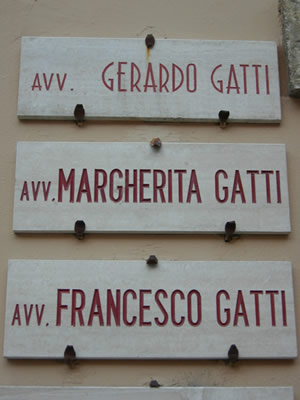 AVV. GERARDO GATTI
AVV. MARGHERITA GATTI
AVV. FRANCESCO GATTI